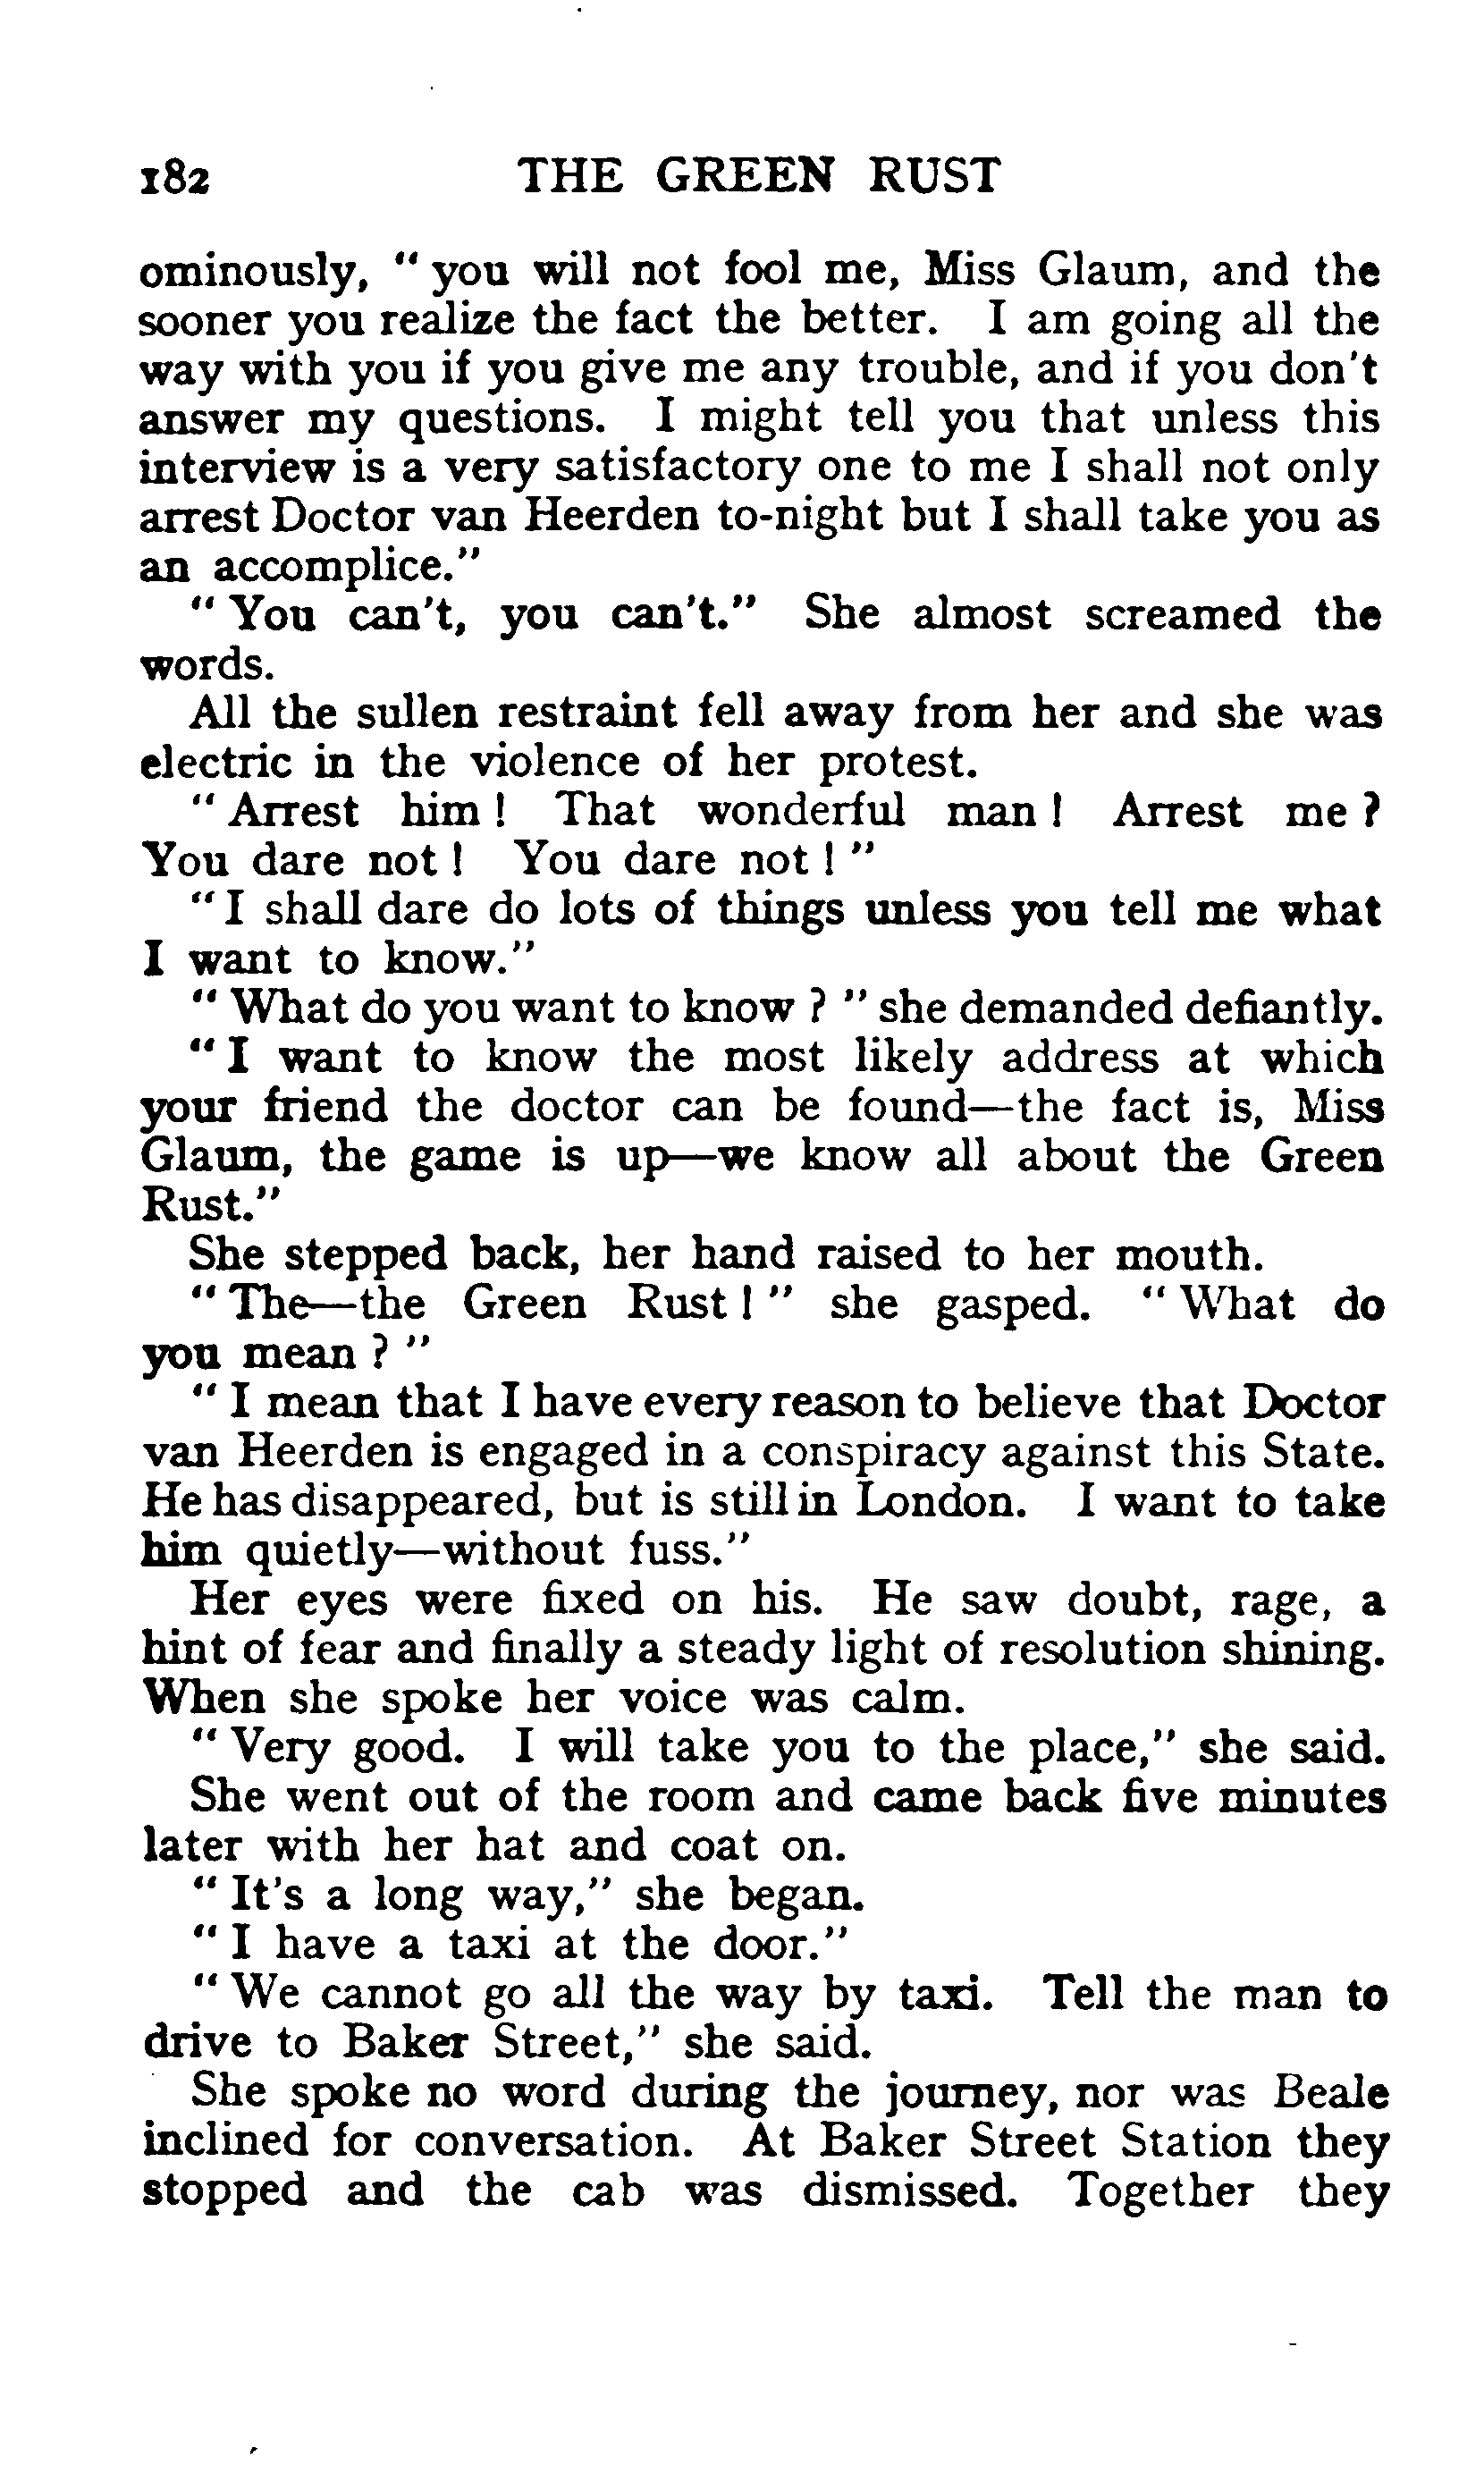 182 THE GREEN RUST
ominously, " you will not fool me, Miss Glaum, and the
sooner you realize the fact the better. I am going all the
way with you if you give me any trouble, and if you don't
answer my questions. I might tell you that unless this
interview is a very satisfactory one to me I shall not only
arrest Doctor van Heerden to-night but I shall take you as
an accomplice."
" You can't, you can't." She almost screamed the
words.
All the sullen restraint fell away from her and she was
electric in the violence of her protest.
" Arrest him ! That wonderful man ! Arrest me ?
You dare not ! You dare not ! "
" I shall dare do lots of things unless you tell me what
I want to know."
" What do you want to know ? " she demanded defiantly.
" I want to know the most likely address at which
your friend the doctor can be found—the fact is, Miss
Glaum, the game is up—we know all about the Green
Rust."
She stepped back, her hand raised to her mouth.
" The—the Green Rust ! " she gasped. " What do
you mean ? "
" I mean that I have every reason to believe that Doctor
van Heerden is engaged in a conspiracy against this State.
He has disappeared, but is still in London. I want to take
him quietly—without fuss."
Her eyes were fixed on his. He saw doubt, rage, a
hint of fear and finally a steady light of resolution shining.
When she spoke her voice was calm.
" Very good. I will take you to the place," she said.
She went out of the room and came back five minutes
later with her hat and coat on.
" It's a long way," she began.
" I have a taxi at the door."
" We cannot go all the way by taxi. Tell the man to
drive to Baker Street," she said.
She spoke no word during the journey, nor was Beale
inclined for conversation. At Baker Street Station they
stopped and the cab was dismissed. Together they